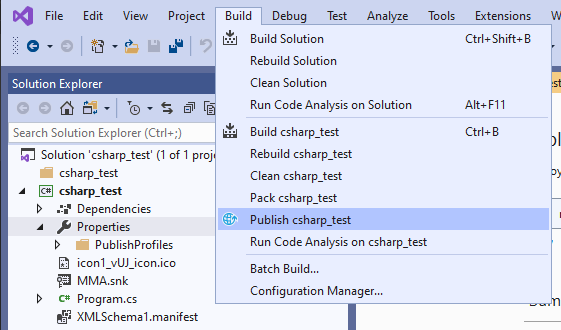 File Edit View Git Project Build Debug Test Analyze Tools Extensions Window
Build Solution Ctrl+Shift+B
Rebuild Solution
Clean Solution
Run Code Analysis on Solution Alt+F11
Build csharp_test Ctrl+B
Rebuild csharp_test
Clean csharp_test
Pack csharp_test
Publish csharp_test
Run Code Analysis on csharp_test
Batch Build...
Configuration Manager...
Solution Explorer
Search Solution Explorer (Ctrl+;)
Solution 'csharp_test' (1 of 1 proje
csharp_test
C# csharp_test
Dependencies
Properties
PublishProfiles
icon1_vUJ_icon.ico
MMA.snk
C# Program.cs
XMLSchema1.manifest